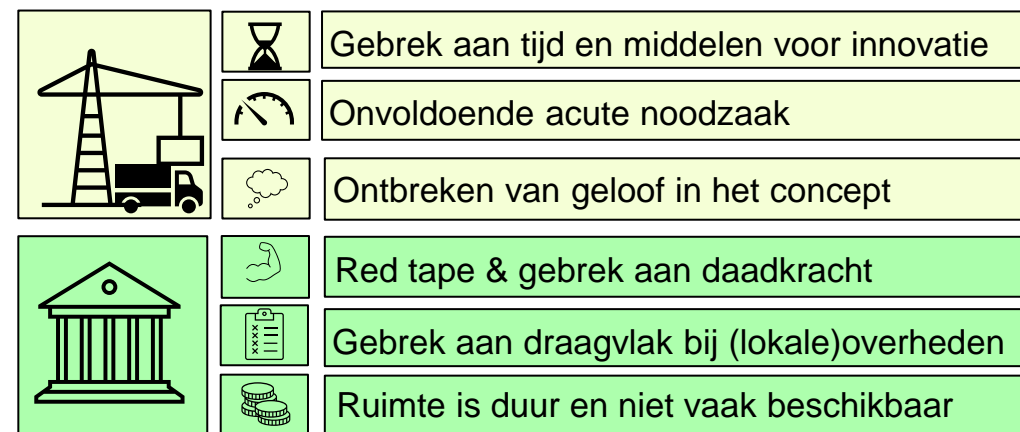 Gebrek aan tijd en middelen voor innovatie
Onvoldoende acute noodzaak
Ontbreken van geloof in het concept
Red tape & gebrek aan daadkracht
Gebrek aan draagvlak bij (lokale)overheden
Ruimte is duur en niet vaak beschikbaar